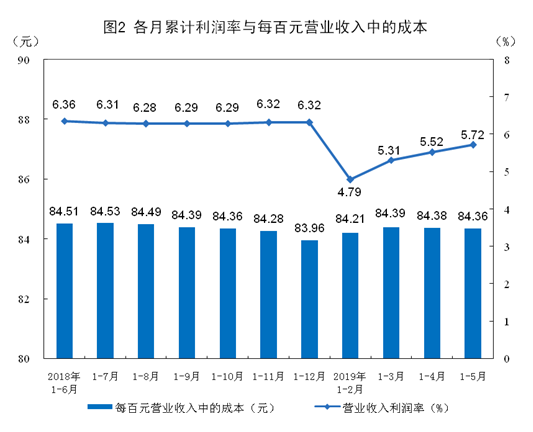 图2 各月累计利润率与每百元营业收入中的成本
(元) (%)
90 8
88 7
86 6
84 5
82 4
80 3
2
1
0
6.36 6.31 6.28 6.29 6.29 6.32 6.32 4.79 5.31 5.52 5.72
84.51 84.53 84.49 84.39 84.36 84.28 83.96 84.21 84.39 84.38 84.36
2018年 1-7月 1-8月 1-9月 1-10月 1-11月 1-12月 2019年 1-3月 1-4月 1-5月
1-6月 1-2月
每百元营业收入中的成本（元） 营业收入利润率（%）